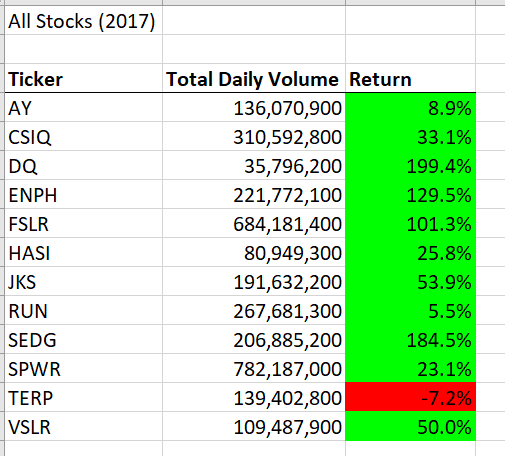 All Stocks (2017)
Ticker Total Daily Volume Return
AY 136,070,900 8.9%
CSIQ 310,592,800 33.1%
DQ 35,796,200 199.4%
ENPH 221,772,100 129.5%
FSLR 684,181,400 101.3%
HASI 80,949,300 25.8%
JKS 191,632,200 53.9%
RUN 267,681,300 5.5%
SEDG 206,885,200 184.5%
SPWR 782,187,000 23.1%
TERP 139,402,800 -7.2%
VSLR 109,487,900 50.0%